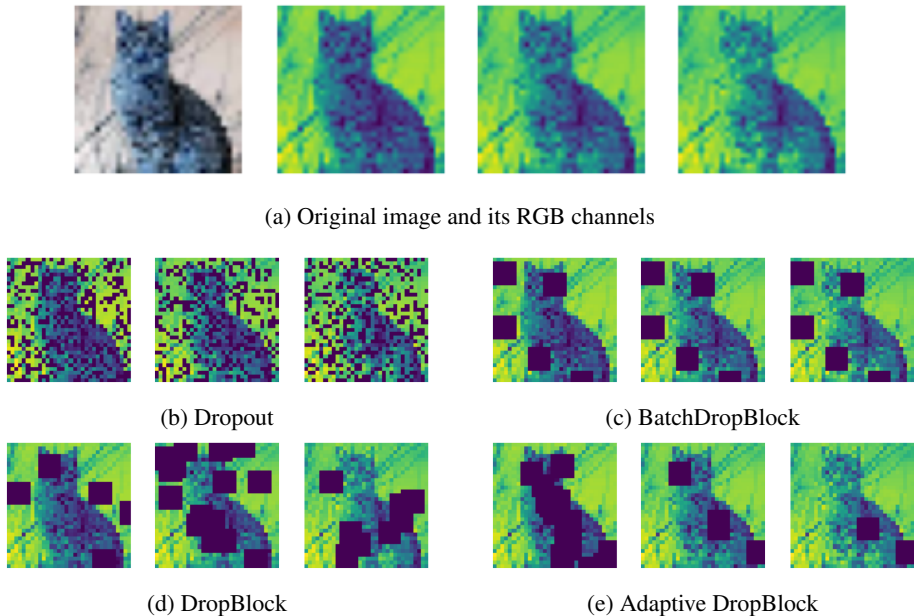 (a) Original image and its RGB channels
(b) Dropout
(c) BatchDropBlock
(d) DropBlock
(e) Adaptive DropBlock